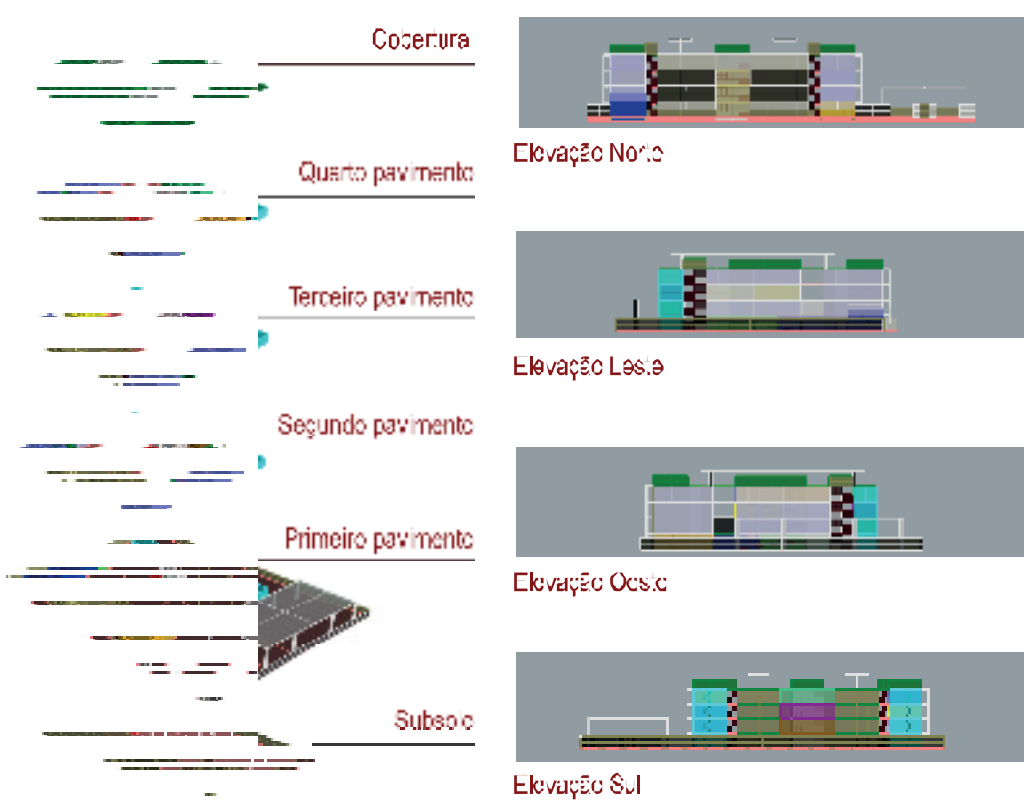 Cobertura
Quarto pavimento
Terceiro pavimento
Segundo pavimento
Primeiro pavimento
Subsolo
Elevação Norte
Elevação Leste
Elevação Oeste
Elevação Sul